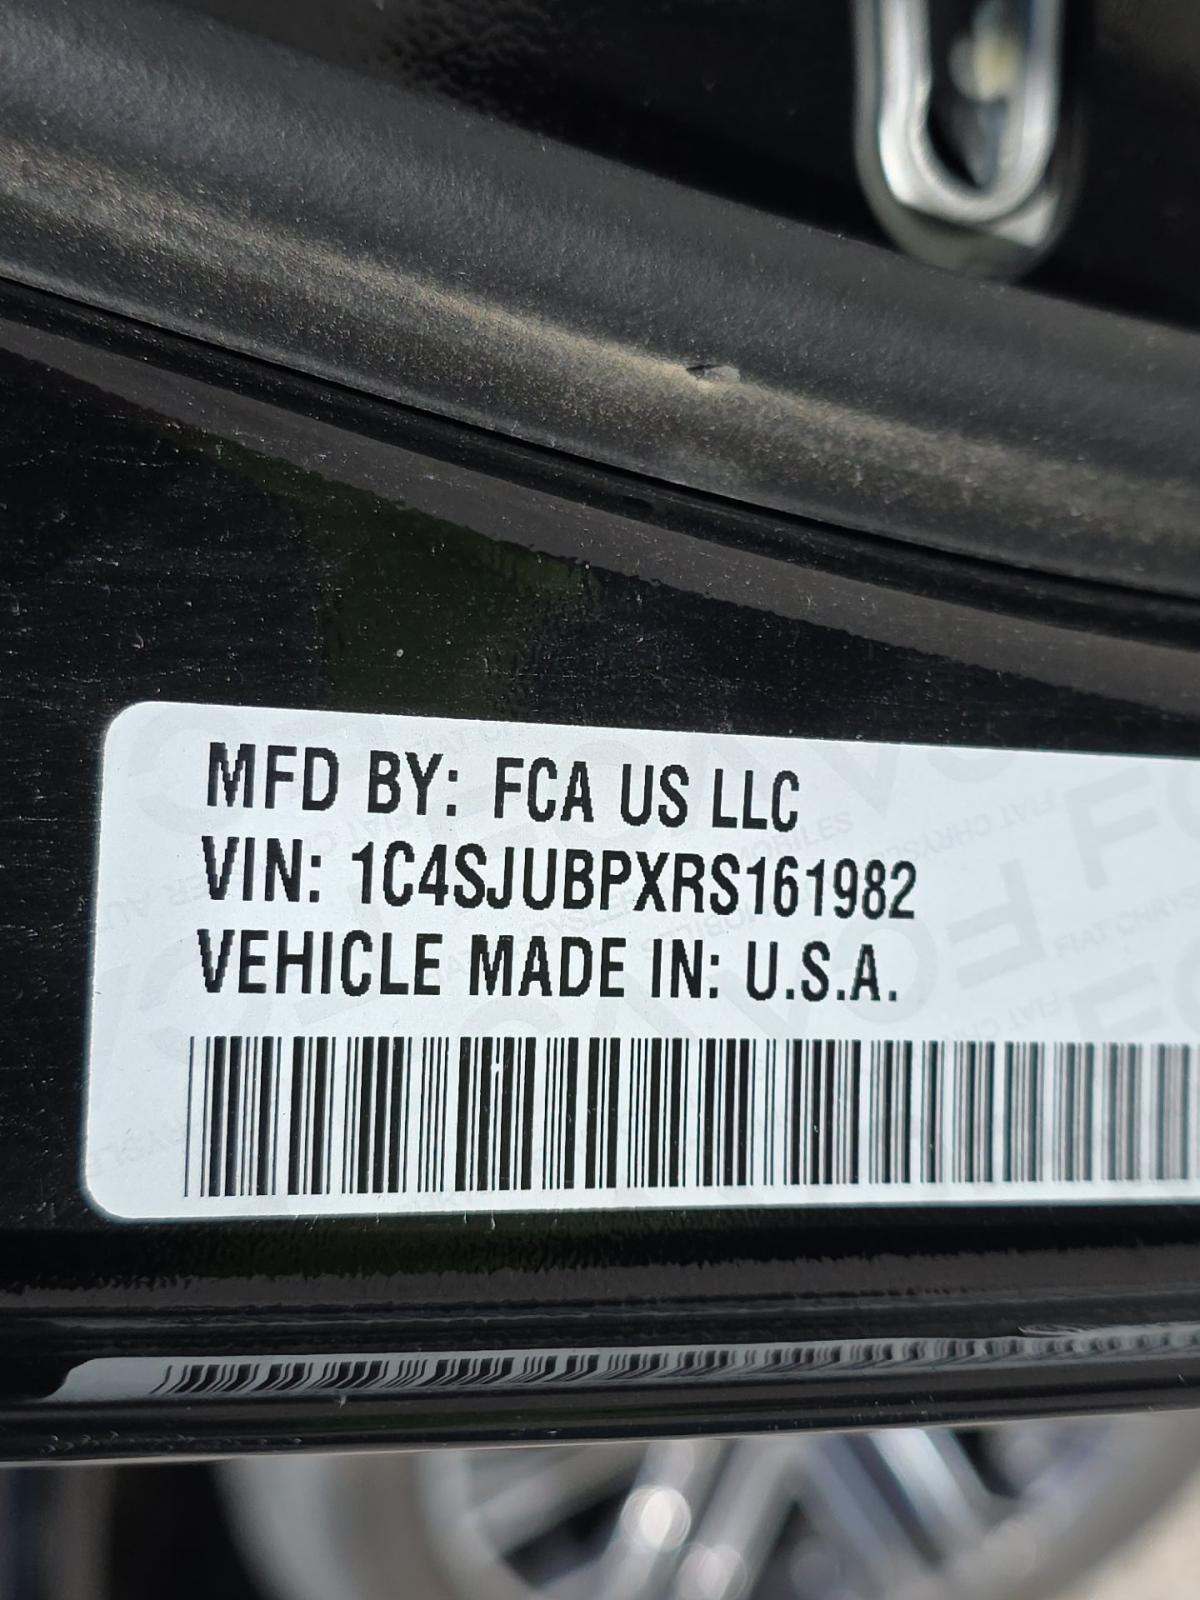 MFD BY: FCA US LLC
VIN: 1C4SJUBPXRS161982
VEHICLE MADE IN: U.S.A.